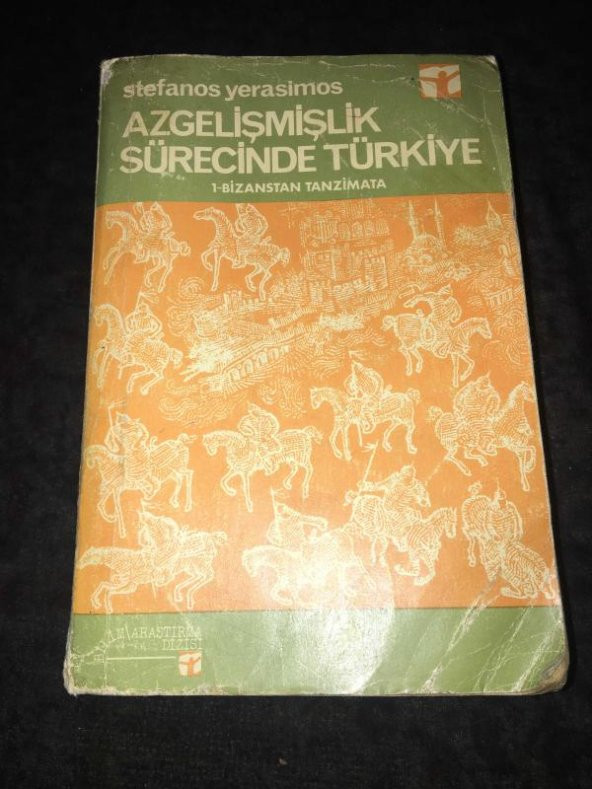 stefanos yerasimos
AZGELİŞMİŞLİK
SÜRECİNDE TÜRKİYE
1-BİZANSTAN TANZİMATA
ARAŞTIRMA
DİZİSİ